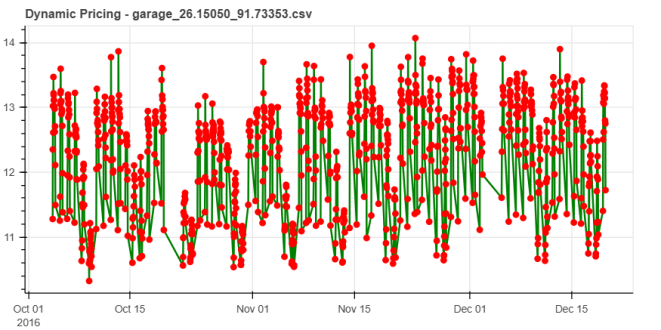 Dynamic Pricing - garage_26.15050_91.73353.csv
14
13
12
11
Oct 01
Oct 15
Nov 01
Nov 15
Dec 01
Dec 15
2016